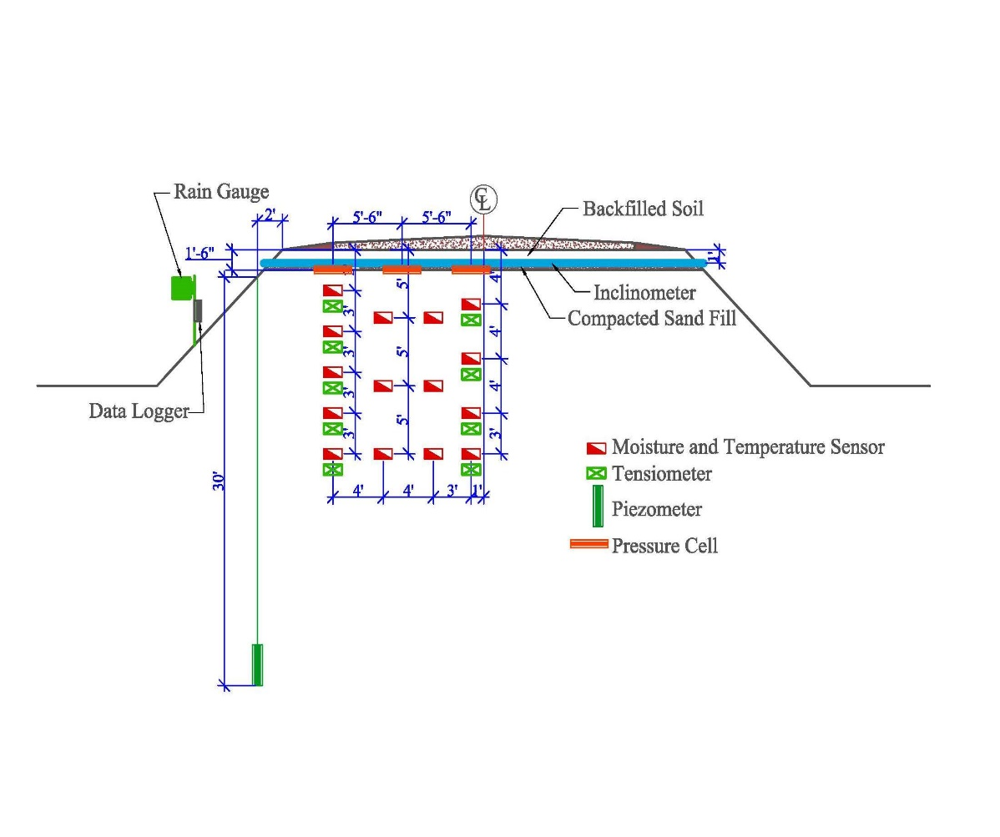 Rain Gauge
CL
2'
5'-6"
5'-6"
Backfilled Soil
1'-6"
1'
4'
5'
Inclinometer
Compacted Sand Fill
3'
4'
3'
5'
4'
3'
5'
3'
3'
Data Logger
30'
4'
4'
3'
1'
Moisture and Temperature Sensor
Tensiometer
Piezometer
Pressure Cell